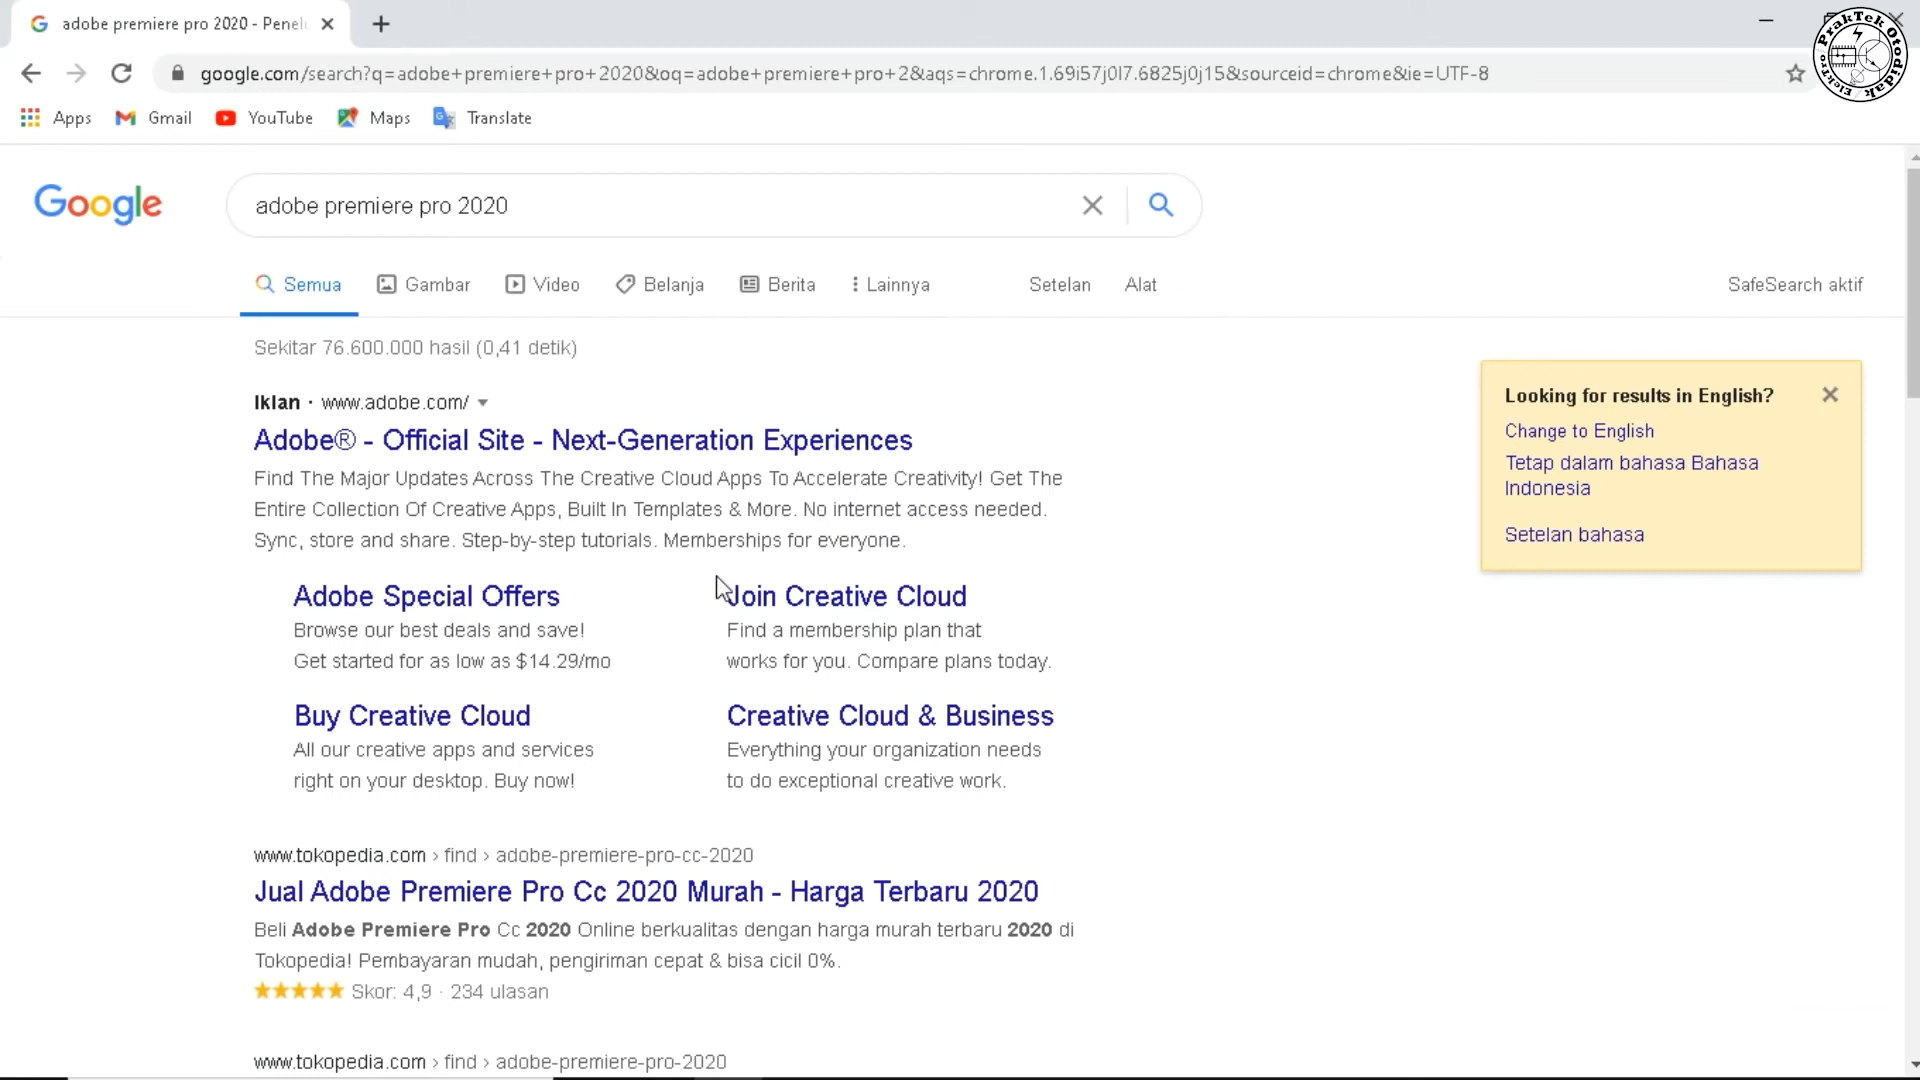 adobe premiere pro 2020 - Penel
PrakTek Otodidak
Elektro
google.com/search?q=adobe+premiere+pro+2020&oq=adobe+premiere+pro+2&aqs=chrome.1.69i57j0l7.6825j0j15&sourceid=chrome&ie=UTF-8
Apps Gmail YouTube Maps Translate
Google
adobe premiere pro 2020
Semua Gambar Video Belanja Berita Lainnya Setelan Alat SafeSearch aktif
Sekitar 76.600.000 hasil (0,41 detik)
Iklan · www.adobe.com/
Adobe® - Official Site - Next-Generation Experiences
Find The Major Updates Across The Creative Cloud Apps To Accelerate Creativity! Get The
Entire Collection Of Creative Apps, Built In Templates & More. No internet access needed.
Sync, store and share. Step-by-step tutorials. Memberships for everyone.
Adobe Special Offers
Browse our best deals and save!
Get started for as low as $14.29/mo
Join Creative Cloud
Find a membership plan that
works for you. Compare plans today.
Buy Creative Cloud
All our creative apps and services
right on your desktop. Buy now!
Creative Cloud & Business
Everything your organization needs
to do exceptional creative work.
Looking for results in English?
Change to English
Tetap dalam bahasa Bahasa
Indonesia
Setelan bahasa
www.tokopedia.com › find › adobe-premiere-pro-cc-2020
Jual Adobe Premiere Pro Cc 2020 Murah - Harga Terbaru 2020
Beli Adobe Premiere Pro Cc 2020 Online berkualitas dengan harga murah terbaru 2020 di
Tokopedia! Pembayaran mudah, pengiriman cepat & bisa cicil 0%.
Skor: 4,9 · 234 ulasan
www.tokopedia.com › find › adobe-premiere-pro-2020